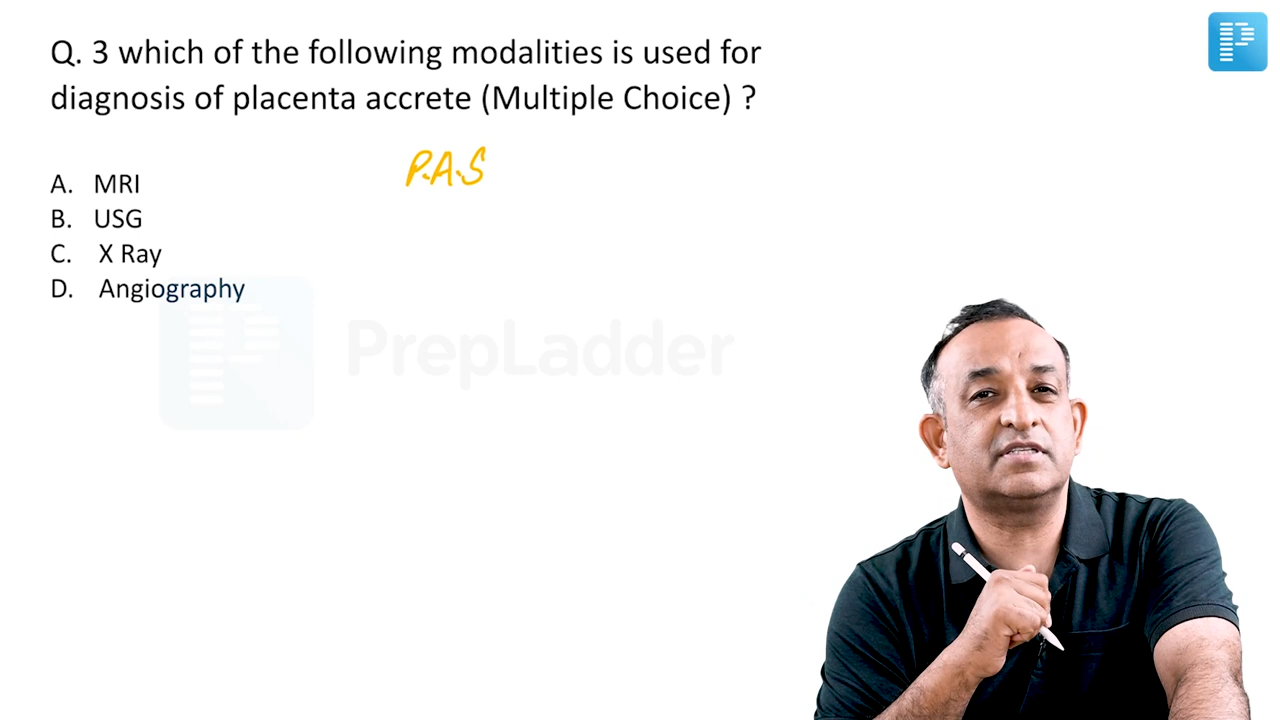 Q. 3 which of the following modalities is used for
diagnosis of placenta accrete (Multiple Choice) ?
P.A.S
A. MRI
B. USG
C. X Ray
D. Angiography
PrepLadder